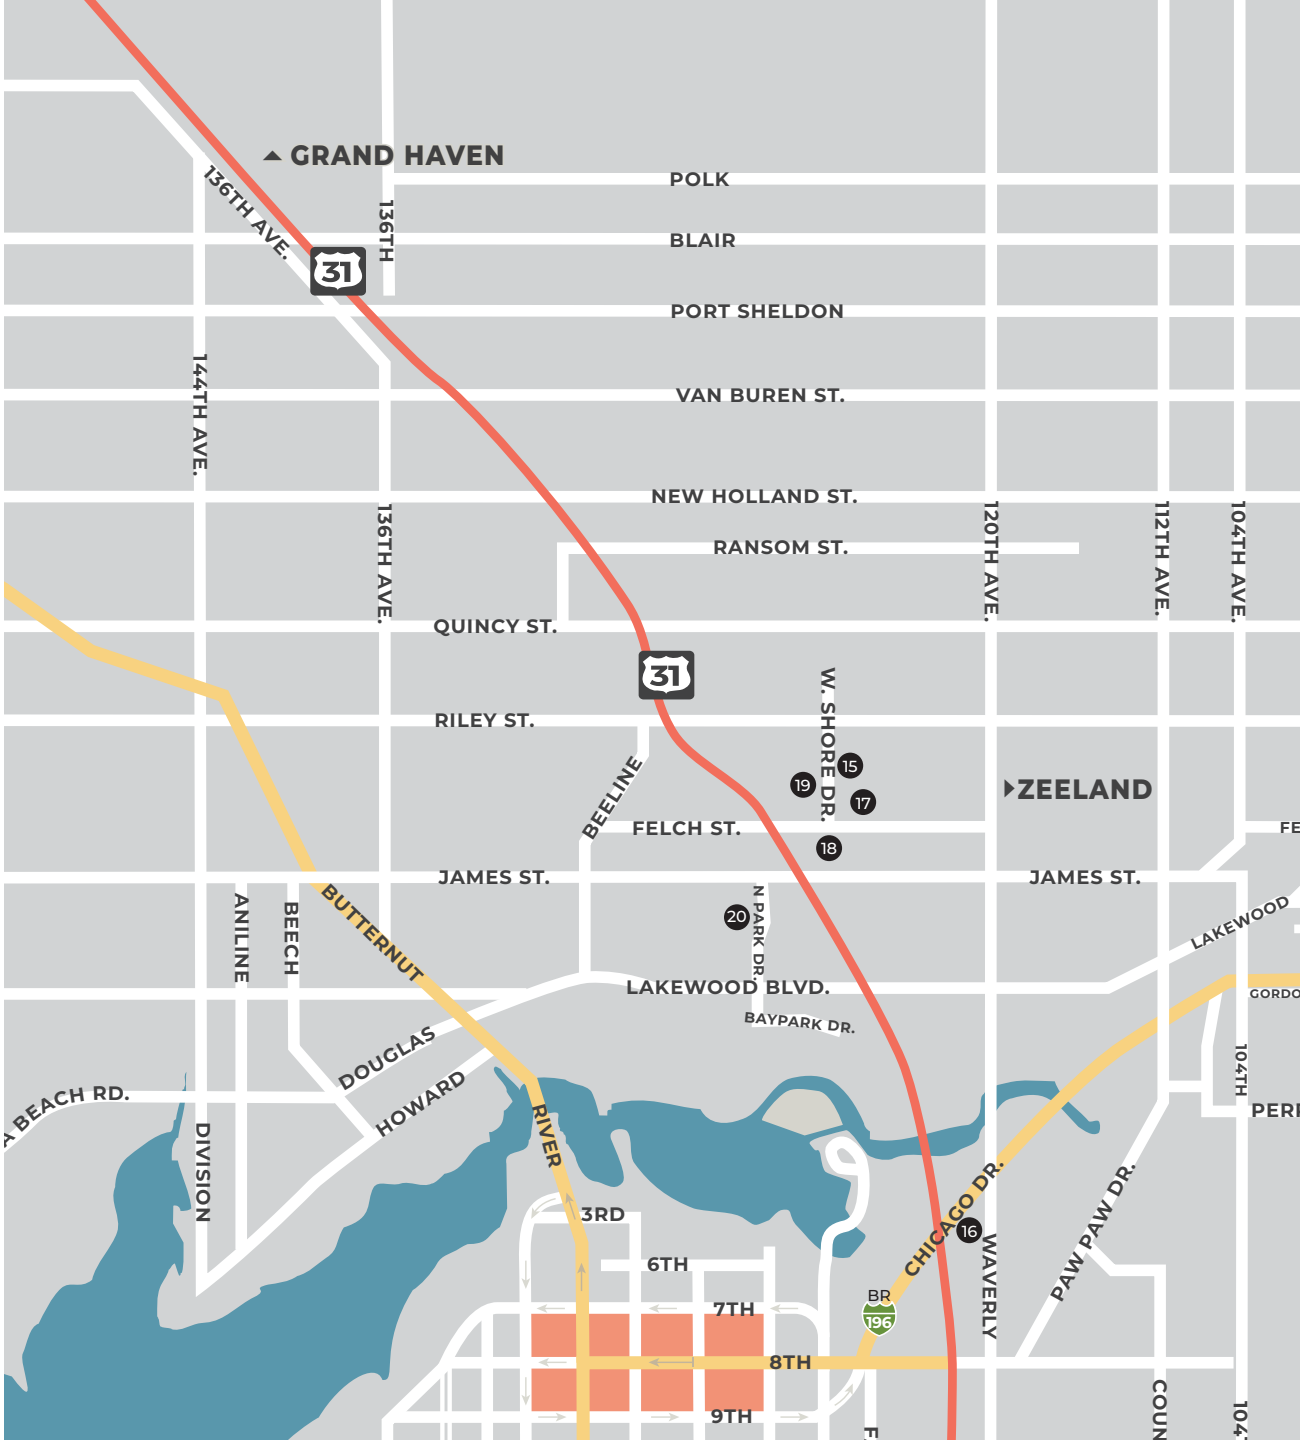 GRAND HAVEN
POLK
136TH AVE.
136TH
BLAIR
31
PORT SHELDON
144TH AVE.
VAN BUREN ST.
NEW HOLLAND ST.
136TH AVE.
120TH AVE.
112TH AVE.
104TH AVE.
RANSOM ST.
QUINCY ST.
31
W. SHORE DR.
RILEY ST.
BEELINE
15
19
17
ZEELAND
FELCH ST.
FE
18
JAMES ST.
JAMES ST.
BUTTERNUT
ANILINE
BEECH
N PARK DR.
20
LAKEWOOD
LAKEWOOD BLVD.
GORDO
BAYPARK DR.
DOUGLAS
104TH
HOWARD
A BEACH RD.
PERR
RIVER
DIVISION
CHICAGO DR.
PAW PAW DR.
3RD
16
WAVERLY
6TH
BR
196
7TH
8TH
COUN
9TH
104T